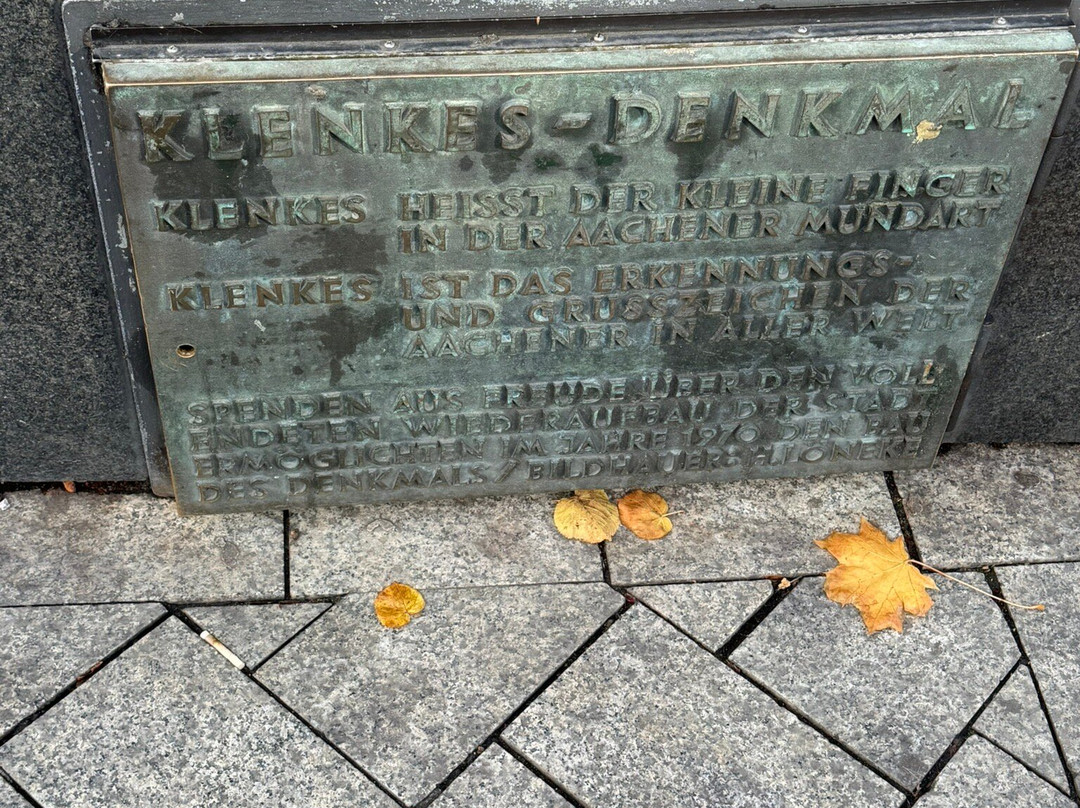 KLENKES-DENKMAL
KLENKES HEISST DER KLEINE FINGER
IN DER AACHENER MUNDART
KLENKES IST DAS ERKENNUNGS-
UND GRUSSZEICHEN DER
AACHENER IN ALLER WELT
SPENDEN AUS FREUDE ÜBER DEN VOLL
ENDETEN WIEDERAUFBAU DER STADT
ERMÖGLICHTEN IM JAHRE 1970 DEN BAU
DES DENKMALS/BILDHAUER: H. LÖNEKE